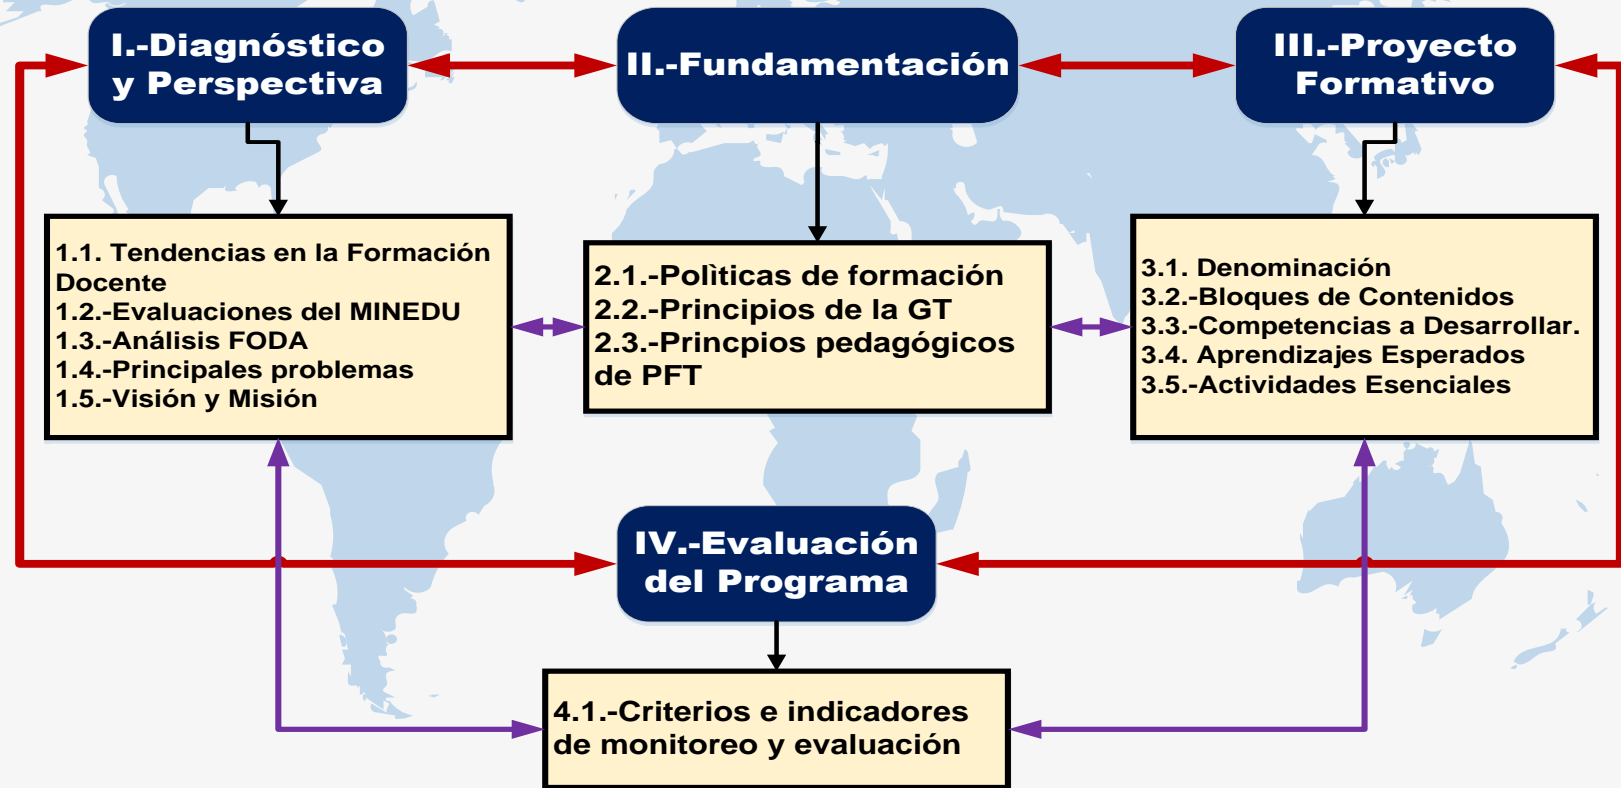 I.-Diagnóstico
y Perspectiva
II.-Fundamentación
III.-Proyecto
Formativo
1.1. Tendencias en la Formación
Docente
1.2.-Evaluaciones del MINEDU
1.3.-Análisis FODA
1.4.-Principales problemas
1.5.-Visión y Misión
2.1.-Polìticas de formación
2.2.-Principios de la GT
2.3.-Princpios pedagógicos
de PFT
3.1. Denominación
3.2.-Bloques de Contenidos
3.3.-Competencias a Desarrollar.
3.4. Aprendizajes Esperados
3.5.-Actividades Esenciales
IV.-Evaluación
del Programa
4.1.-Criterios e indicadores
de monitoreo y evaluación